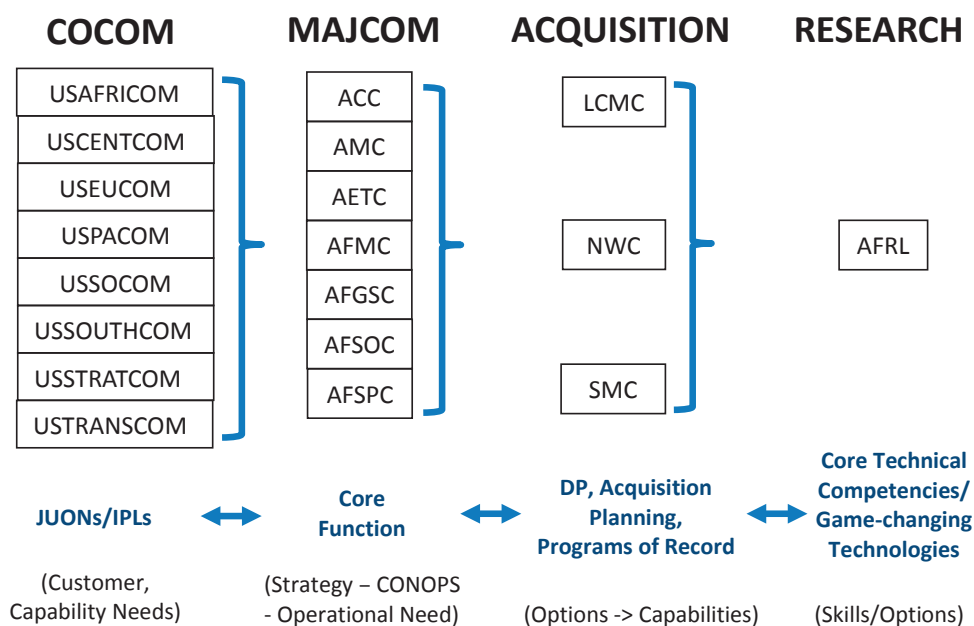 COCOM
MAJCOM
ACQUISITION
RESEARCH
USAFRICOM
USCENTCOM
USEUCOM
USPACOM
USSOCOM
USSOUTHCOM
USSTRATCOM
USTRANSCOM
ACC
AMC
AETC
AFMC
AFGSC
AFSOC
AFSPC
LCMC
NWC
SMC
AFRL
JUONs/IPLs
Core
Function
DP, Acquisition
Planning,
Programs of Record
Core Technical
Competencies/
Game-changing
Technologies
(Customer,
Capability Needs)
(Strategy – CONOPS
- Operational Need)
(Options -> Capabilities)
(Skills/Options)